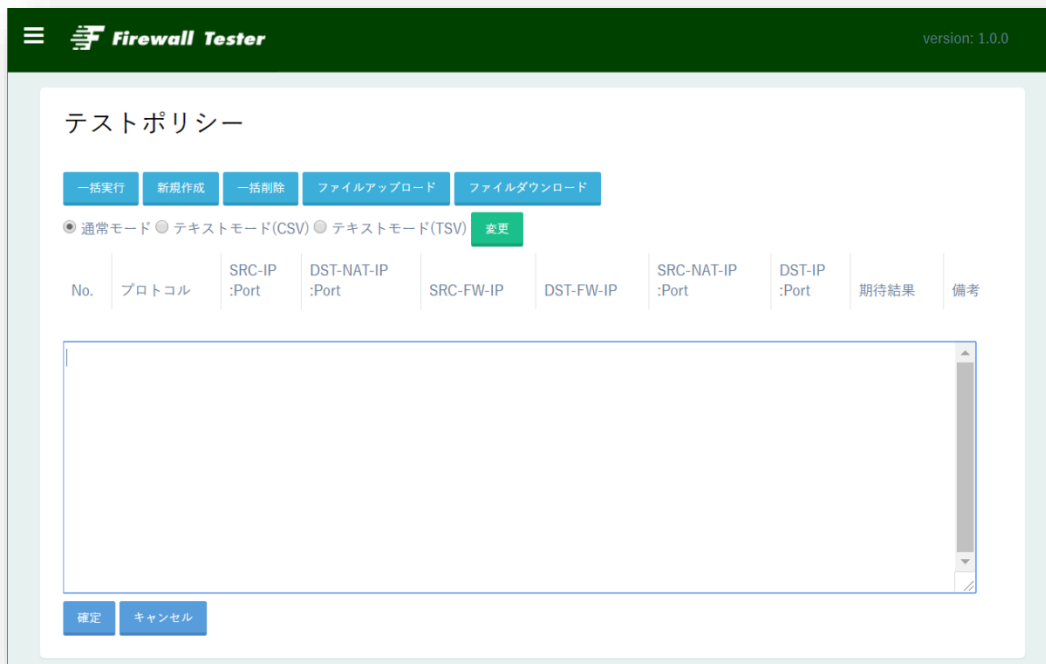 Firewall Tester
version: 1.0.0
テストポリシー
一括実行 新規作成 一括削除 ファイルアップロード ファイルダウンロード
通常モード テキストモード(CSV) テキストモード(TSV) 変更
No. プロトコル SRC-IP :Port DST-NAT-IP :Port SRC-FW-IP DST-FW-IP SRC-NAT-IP :Port DST-IP :Port 期待結果 備考
確定 キャンセル